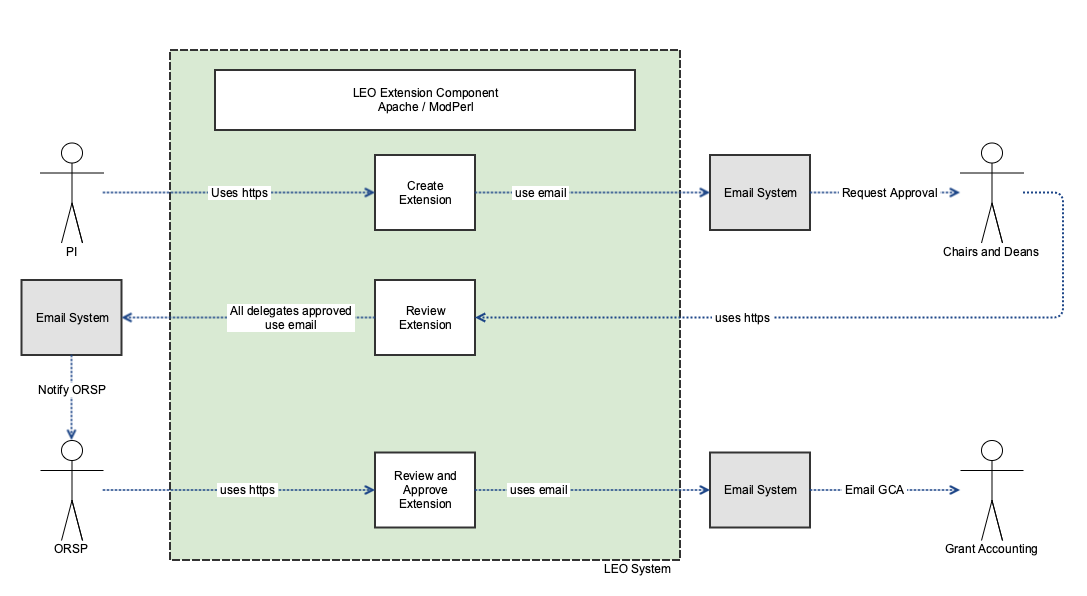 LEO Extension Component
Apache / ModPerl
Uses https
Create
Extension
use email
Email System
Request Approval
PI
Chairs and Deans
Email System
All delegates approved
use email
Review
Extension
uses https
Notify ORSP
uses https
Review and
Approve
Extension
uses email
Email System
Email GCA
ORSP
Grant Accounting
LEO System